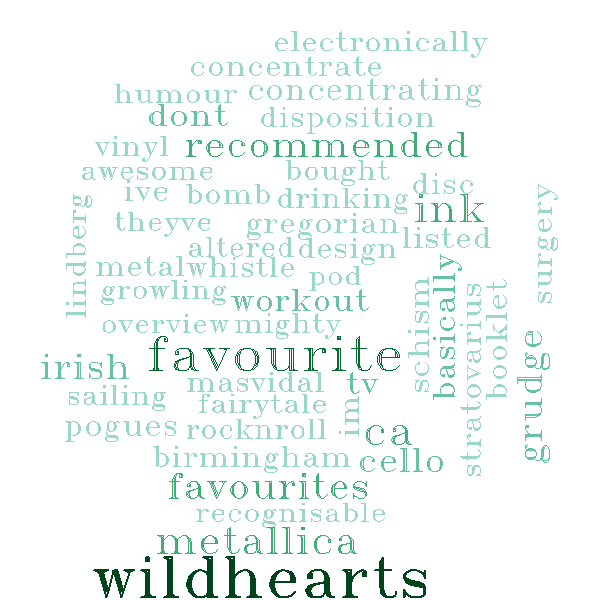 electronically
concentrate
humour concentrating
dont disposition
vinyl recommended
awesome bought
ive bomb drinking disc
ink
lindberg
theyve gregorian
surgery
altered design listed
metal whistle pod
growling workout
basically
schism
stratovarius
booklet
overview mighty
irish favourite
grudge
masvidal tv
sailing fairytale
im
pogues rocknroll ca
birmingham cello
favourites
recognisable
metallica
wildhearts